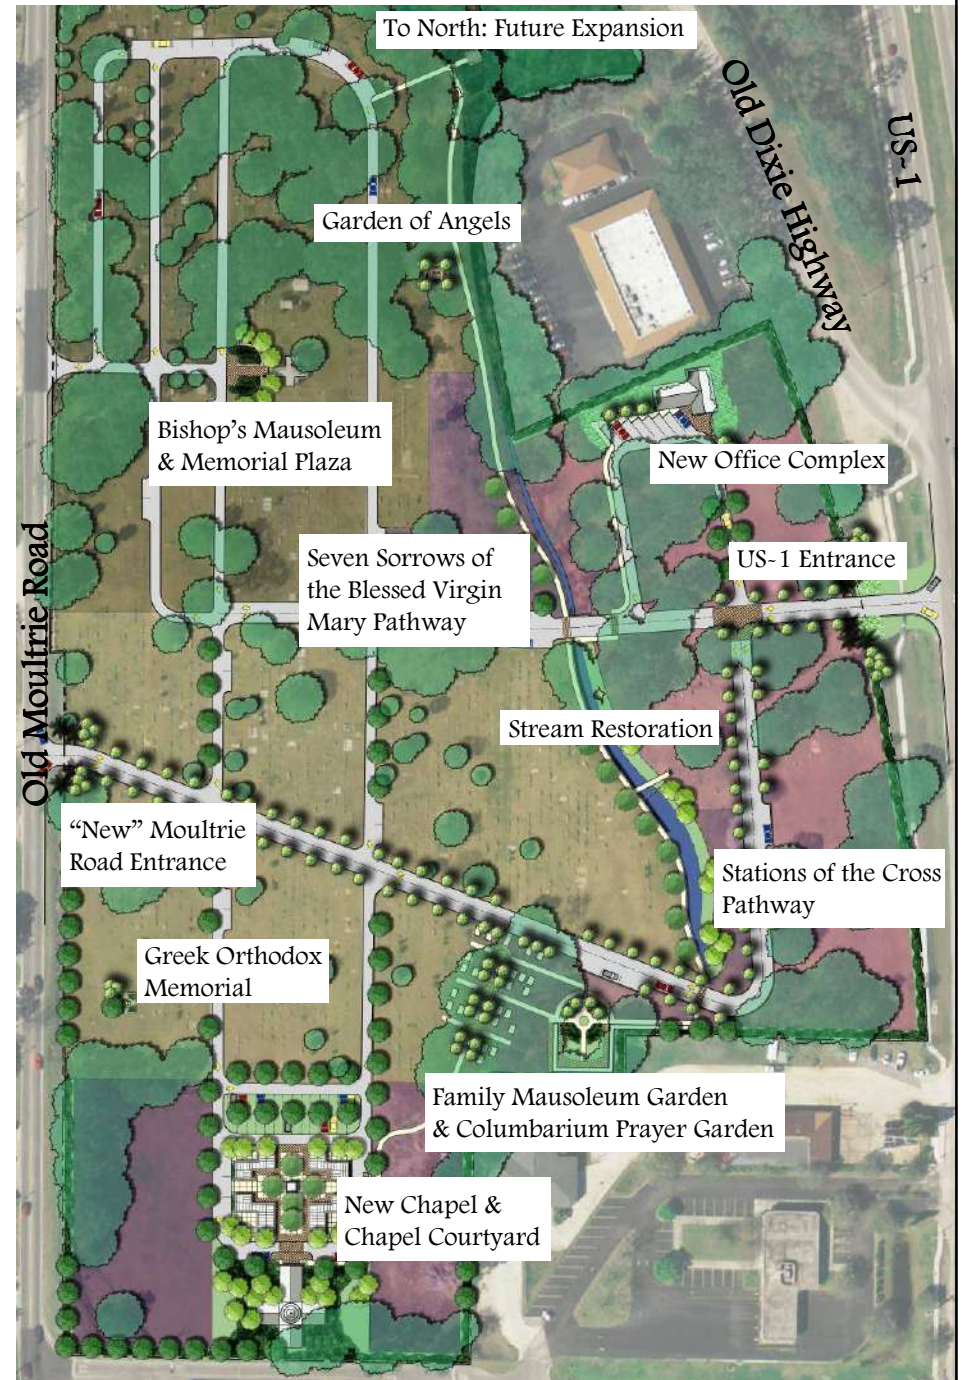 To North: Future Expansion
Old Dixie Highway
US-1
Garden of Angels
Bishop's Mausoleum
& Memorial Plaza
New Office Complex
Seven Sorrows of
the Blessed Virgin
Mary Pathway
US-1 Entrance
Old Moultrie Road
Stream Restoration
“New” Moultrie
Road Entrance
Stations of the Cross
Pathway
Greek Orthodox
Memorial
Family Mausoleum Garden
& Columbarium Prayer Garden
New Chapel &
Chapel Courtyard